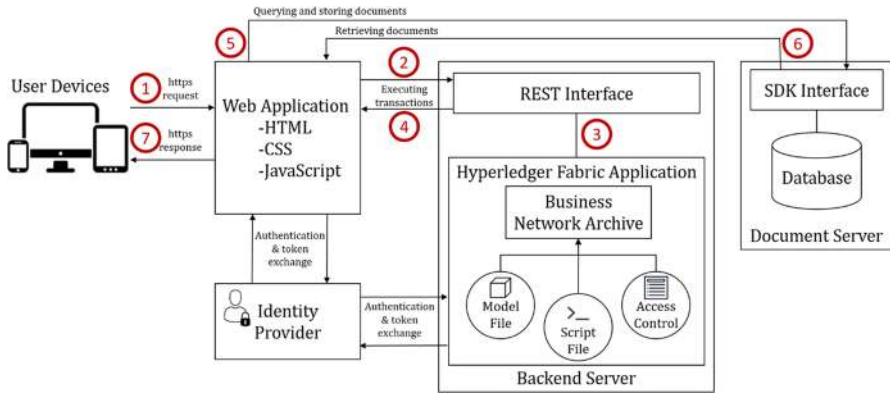 Querying and storing documents
5
Retrieving documents
6
User Devices
1
https
request
7
https
response
Web Application
-HTML
-CSS
-JavaScript
2
Executing
transactions
4
REST Interface
3
Hyperledger Fabric Application
Business
Network Archive
Model
File
>_
Script
File
Access
Control
Backend Server
SDK Interface
Database
Document Server
Authentication
& token
exchange
Identity
Provider
Authentication
& token
exchange